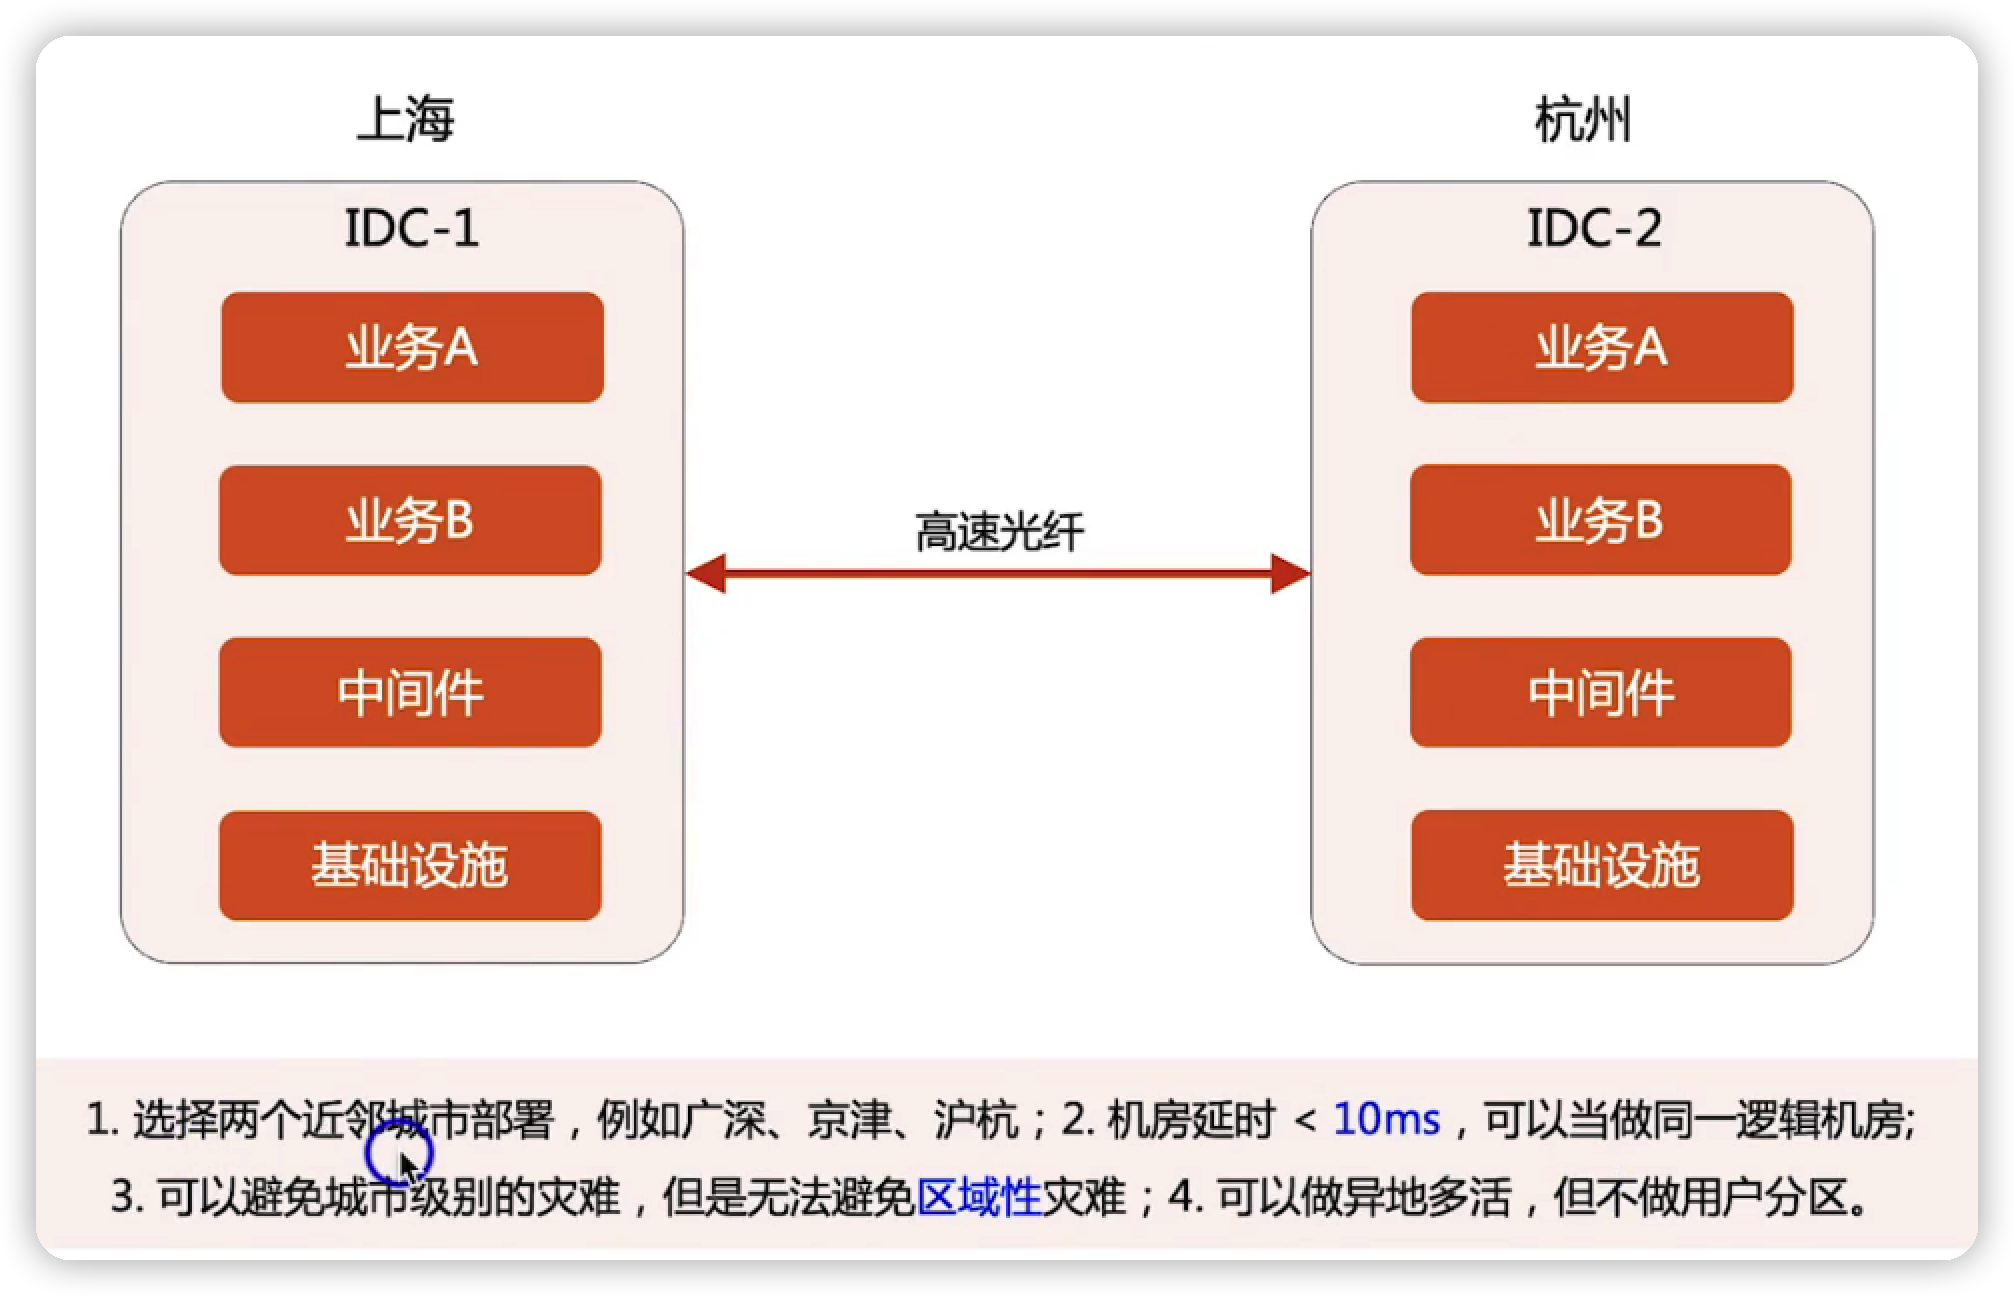 上海
杭州
IDC-1
IDC-2
业务A
业务A
业务B
业务B
高速光纤
中间件
中间件
基础设施
基础设施
1. 选择两个近邻城市部署，例如广深、京津、沪杭；2. 机房延时 < 10ms，可以当做同一逻辑机房;
3. 可以避免城市级别的灾难，但是无法避免区域性灾难；4. 可以做异地多活，但不做用户分区。